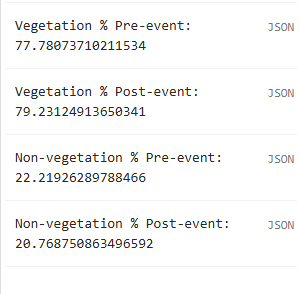 Vegetation % Pre-event: JSON
77.78073710211534
Vegetation % Post-event: JSON
79.23124913650341
Non-vegetation % Pre-event: JSON
22.21926289788466
Non-vegetation % Post-event: JSON
20.768750863496592